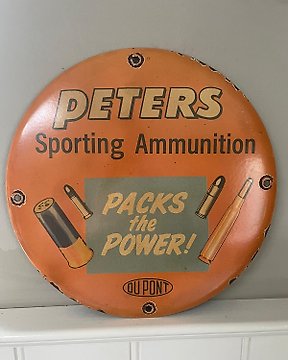 PETERS
Sporting Ammunition
PACKS
the
POWER!
DU PONT